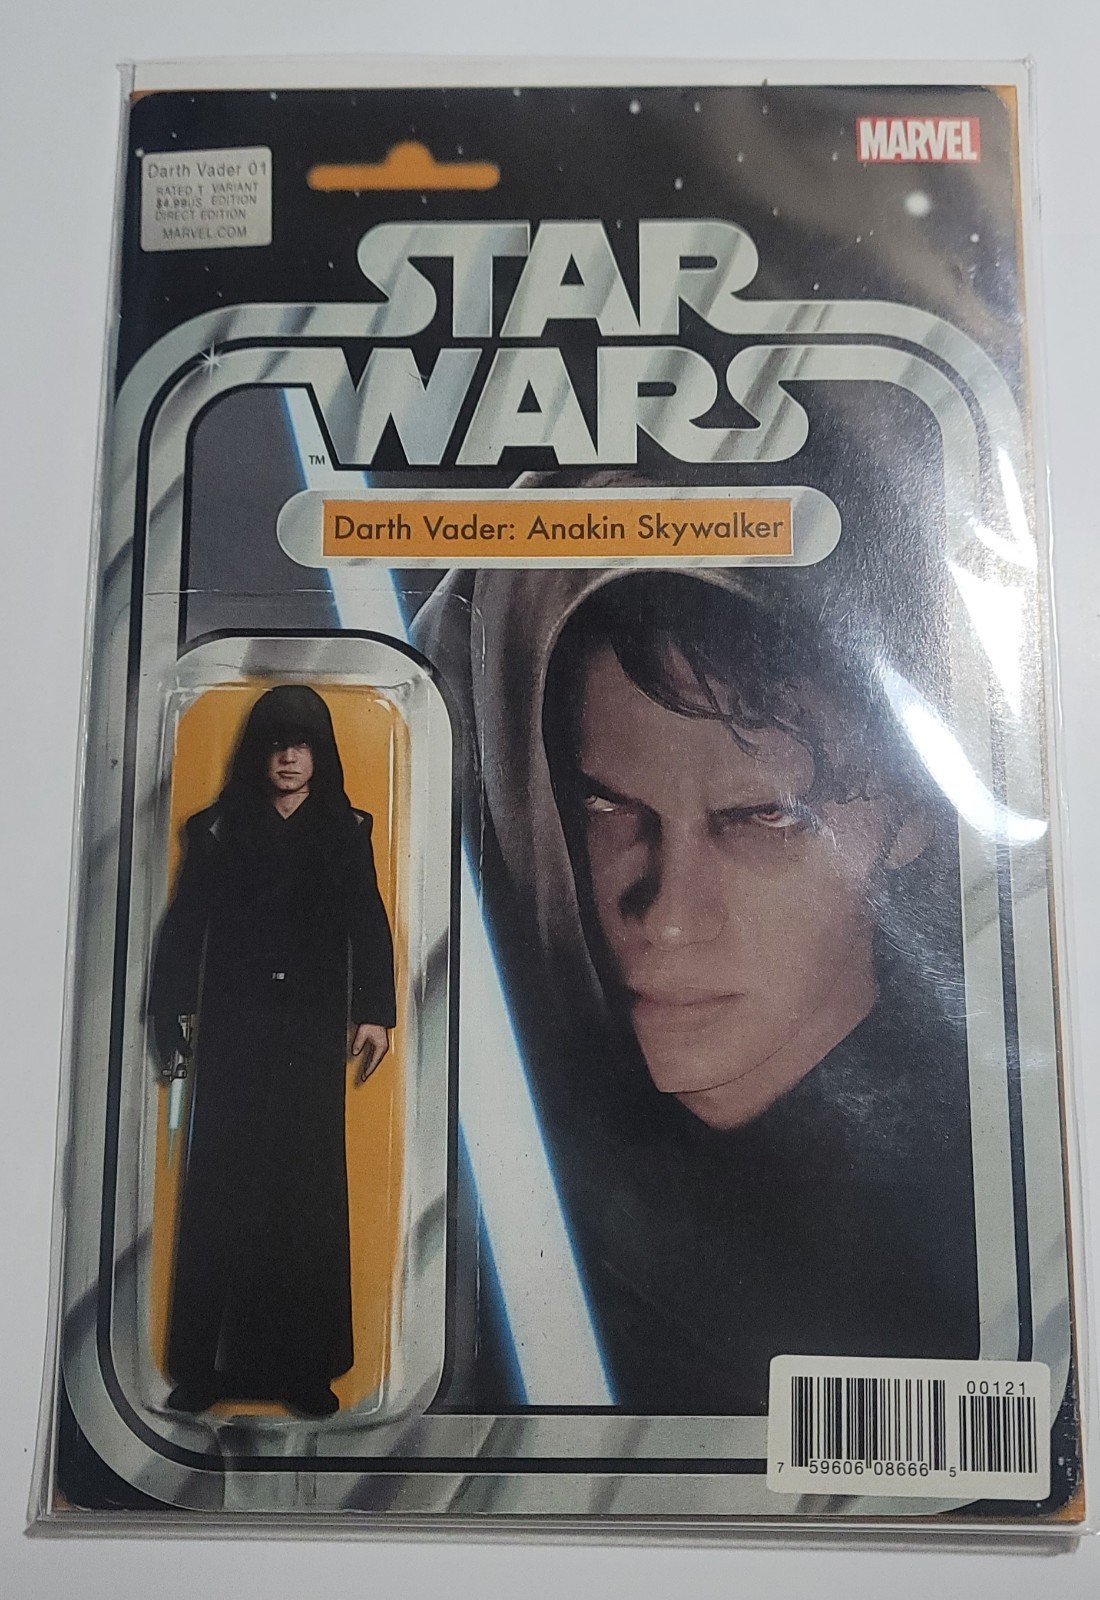 Darth Vader 01
RATED T VARIANT
$4.99US EDITION
DIRECT EDITION
MARVEL.COM
MARVEL
STAR
WARS
TM
Darth Vader: Anakin Skywalker
00121
7 59606 08666 5